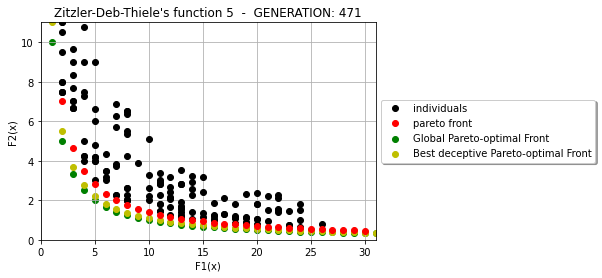 Zitzler-Deb-Thiele's function 5  -  GENERATION: 471
F2(x)
10
8
6
4
2
0
0 5 10 15 20 25 30
F1(x)
individuals
pareto front
Global Pareto-optimal Front
Best deceptive Pareto-optimal Front